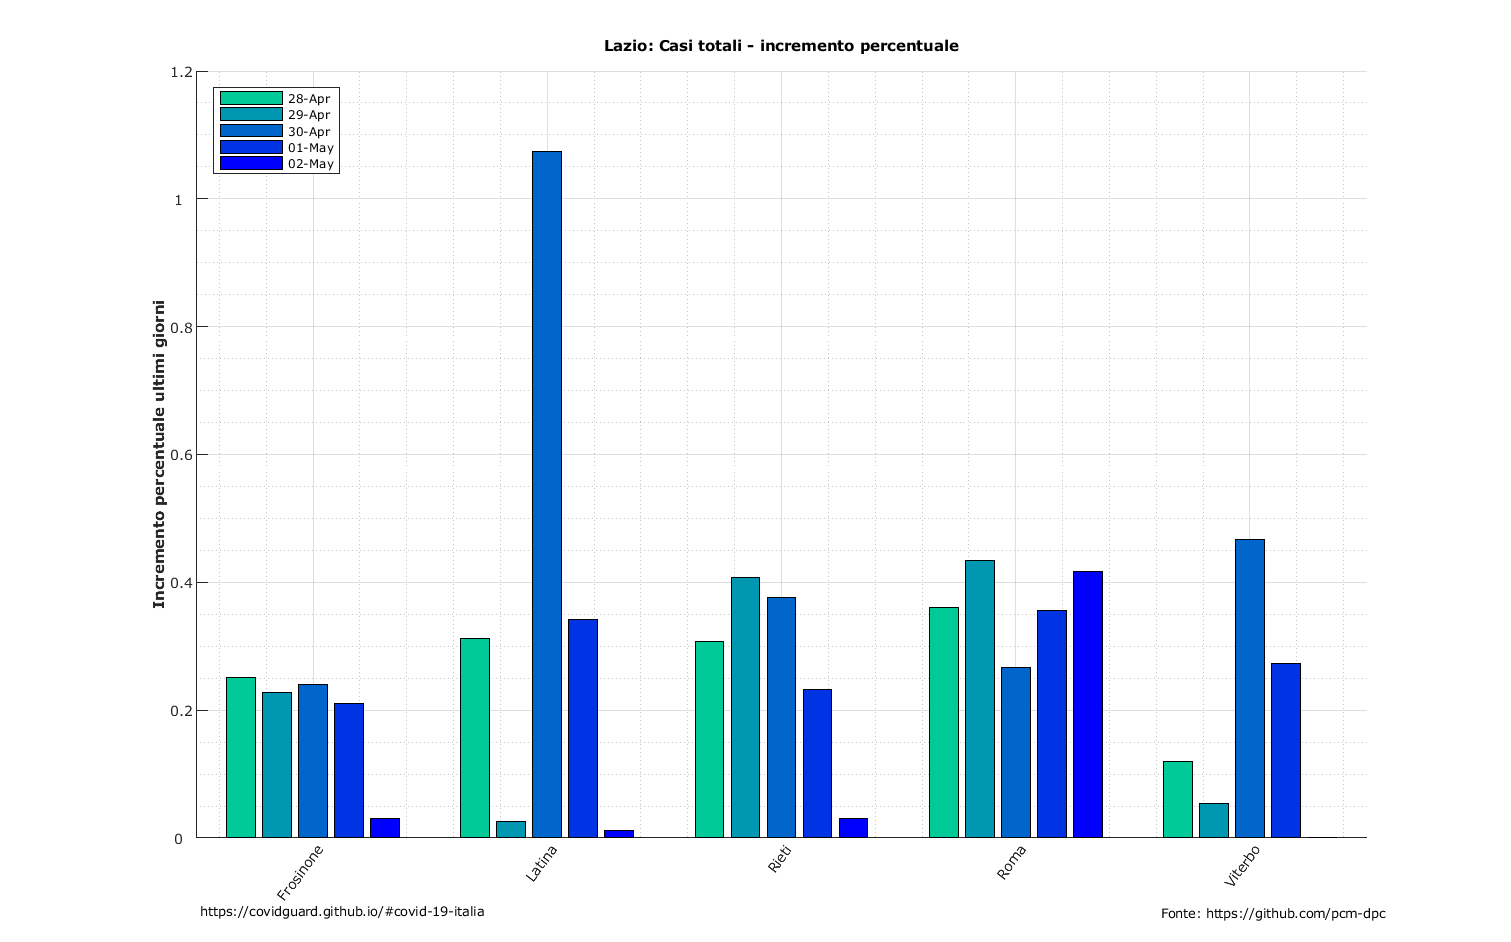 Lazio: Casi totali - incremento percentuale
1.2
1
0.8
0.6
0.4
0.2
0
Incremento percentuale ultimi giorni
28-Apr
29-Apr
30-Apr
01-May
02-May
Frosinone
Latina
Rieti
Roma
Viterbo
https://covidguard.github.io/#covid-19-italia
Fonte: https://github.com/pcm-dpc